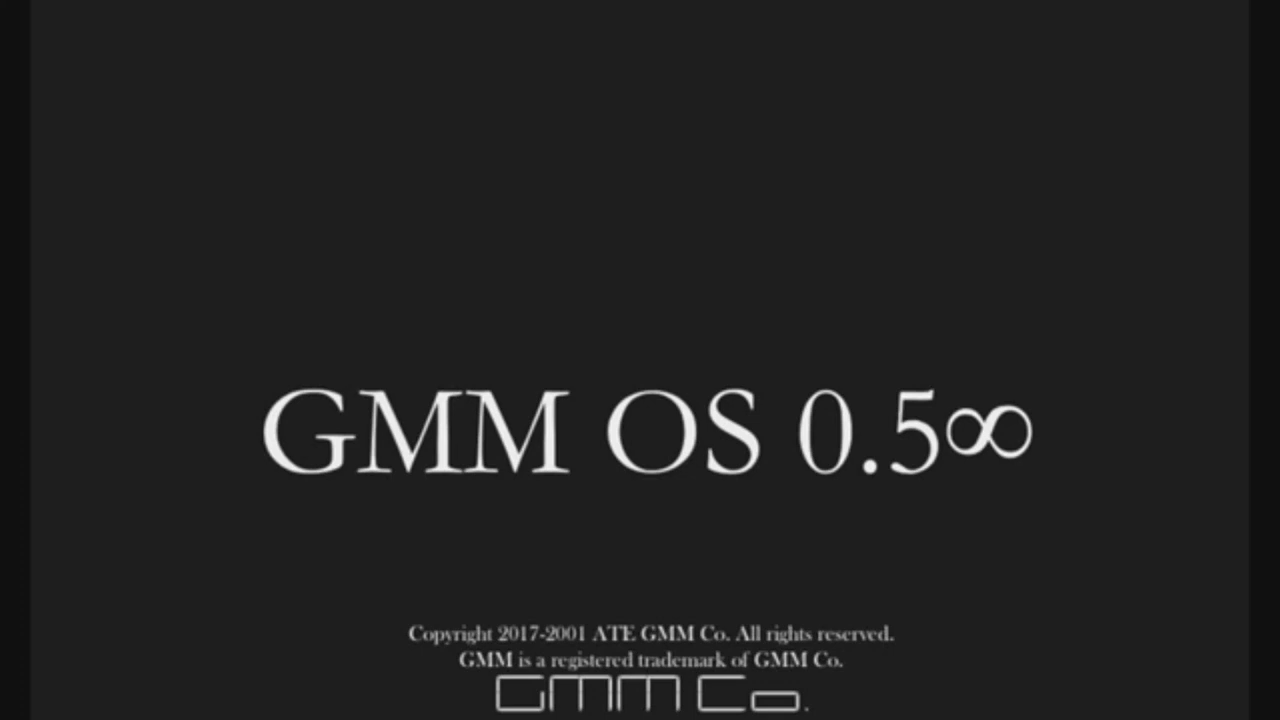 GMM OS 0.5∞
Copyright 2017-2001 ATE GMM Co. All rights reserved.
GMM is a registered trademark of GMM Co.
GMM Co.